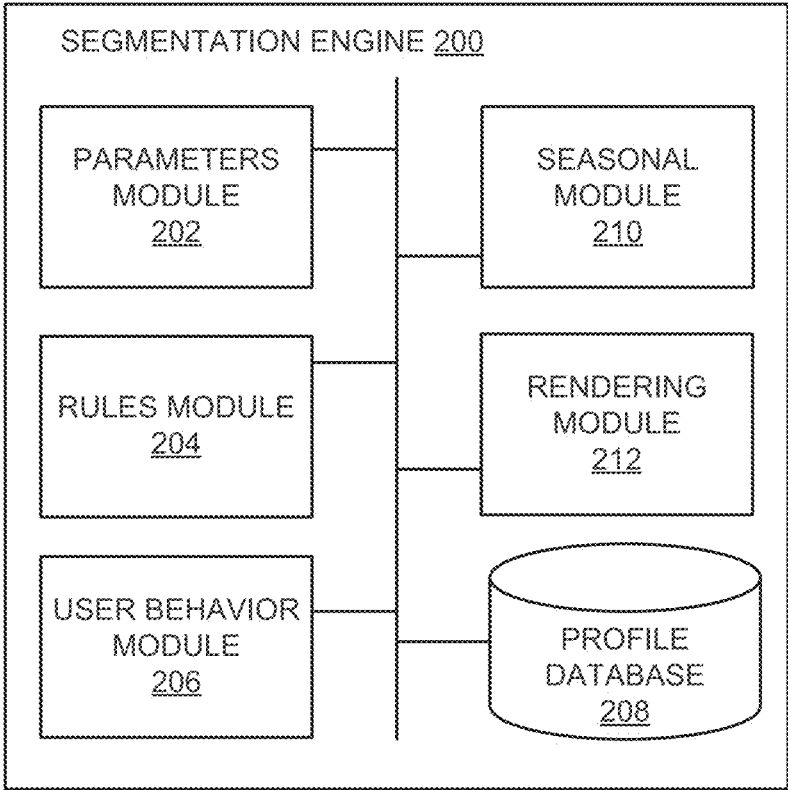 SEGMENTATION ENGINE 200
PARAMETERS
MODULE
202
SEASONAL
MODULE
210
RULES MODULE
204
RENDERING
MODULE
212
USER BEHAVIOR
MODULE
206
PROFILE
DATABASE
208